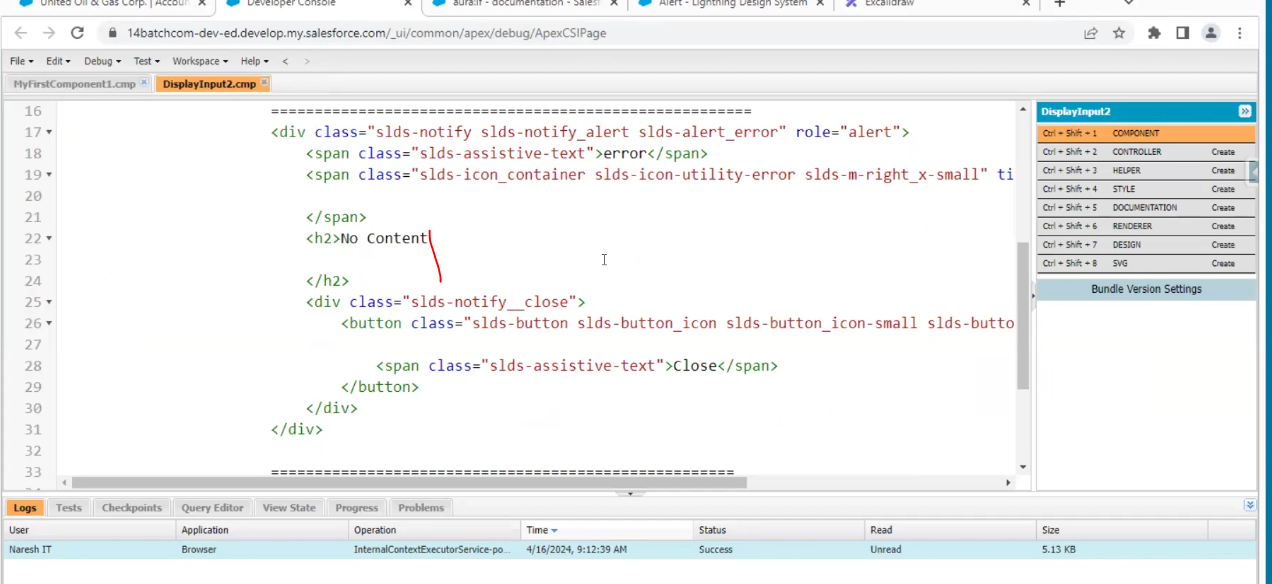 United Oil & Gas Corp. | Accoun × Developer Console × aura:if - documentation - Salesf × Alert - Lightning Design System × Excalidraw ×
14batchcom-dev-ed.develop.my.salesforce.com/_ui/common/apex/debug/ApexCSIPage
File Edit Debug Test Workspace Help < >
MyFirstComponent1.cmp DisplayInput2.cmp
16 =======================================================
17 <div class="slds-notify slds-notify_alert slds-alert_error" role="alert">
18 <span class="slds-assistive-text">error</span>
19 <span class="slds-icon_container slds-icon-utility-error slds-m-right_x-small" ti
20
21 </span>
22 <h2>No Content
23
24 </h2>
25 <div class="slds-notify__close">
26 <button class="slds-button slds-button_icon slds-button_icon-small slds-butto
27
28 <span class="slds-assistive-text">Close</span>
29 </button>
30 </div>
31 </div>
32
33 =====================================================
DisplayInput2
Ctrl + Shift + 1 COMPONENT
Ctrl + Shift + 2 CONTROLLER Create
Ctrl + Shift + 3 HELPER Create
Ctrl + Shift + 4 STYLE Create
Ctrl + Shift + 5 DOCUMENTATION Create
Ctrl + Shift + 6 RENDERER Create
Ctrl + Shift + 7 DESIGN Create
Ctrl + Shift + 8 SVG Create
Bundle Version Settings
Logs Tests Checkpoints Query Editor View State Progress Problems
User Application Operation Time Status Read Size
Naresh IT Browser InternalContextExecutorService-po... 4/16/2024, 9:12:39 AM Success Unread 5.13 KB